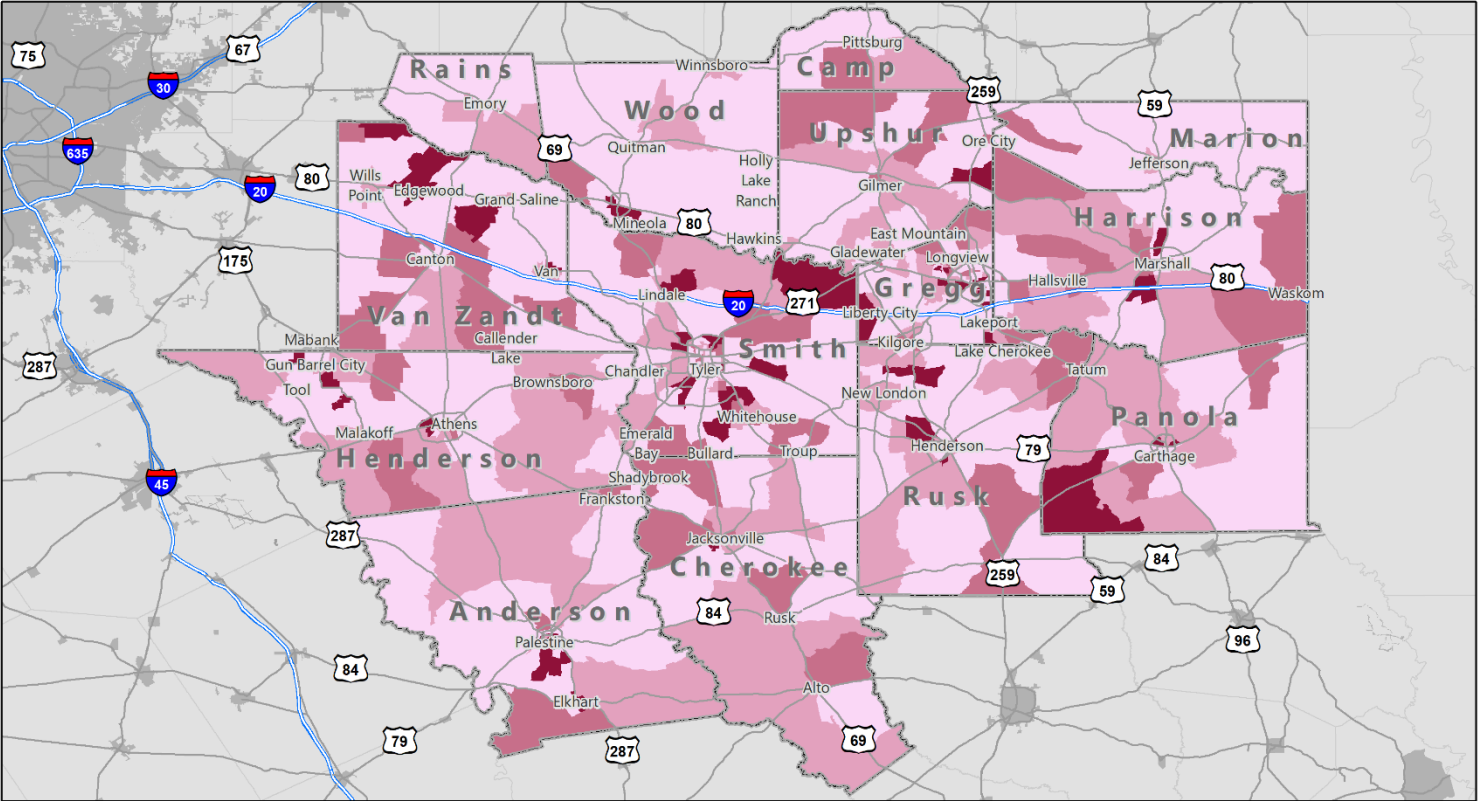 Pittsburg
75
67
Winnsboro
Rains
Camp
30
259
59
Emory
Wood
Upshur
Marion
Ore City
635
69
Quitman
Holly
Lake
Ranch
Jefferson
80
Wills
Point
Edgewood
20
Grand Saline
Gilmer
Harrison
Mineola
80
Hawkins
East Mountain
Gladewater
Longview
175
Canton
Van
Marshall
80
Lindale
20
271
Gregg
Hallsville
Waskom
Van Zandt
Liberty City
Lakeport
Mabank
Callender
Lake
Smith
Kilgore
Lake Cherokee
287
Gun Barrel City
Tool
Brownsboro
Chandler
Tyler
Tatum
New London
Malakoff
Athens
Whitehouse
Panola
Henderson
Emerald
Bay
Bullard
Troup
Henderson
79
Carthage
45
Shadybrook
Frankston
Rusk
287
Jacksonville
84
Cherokee
259
59
Anderson
84
Rusk
96
Palestine
84
Elkhart
Alto
79
287
69